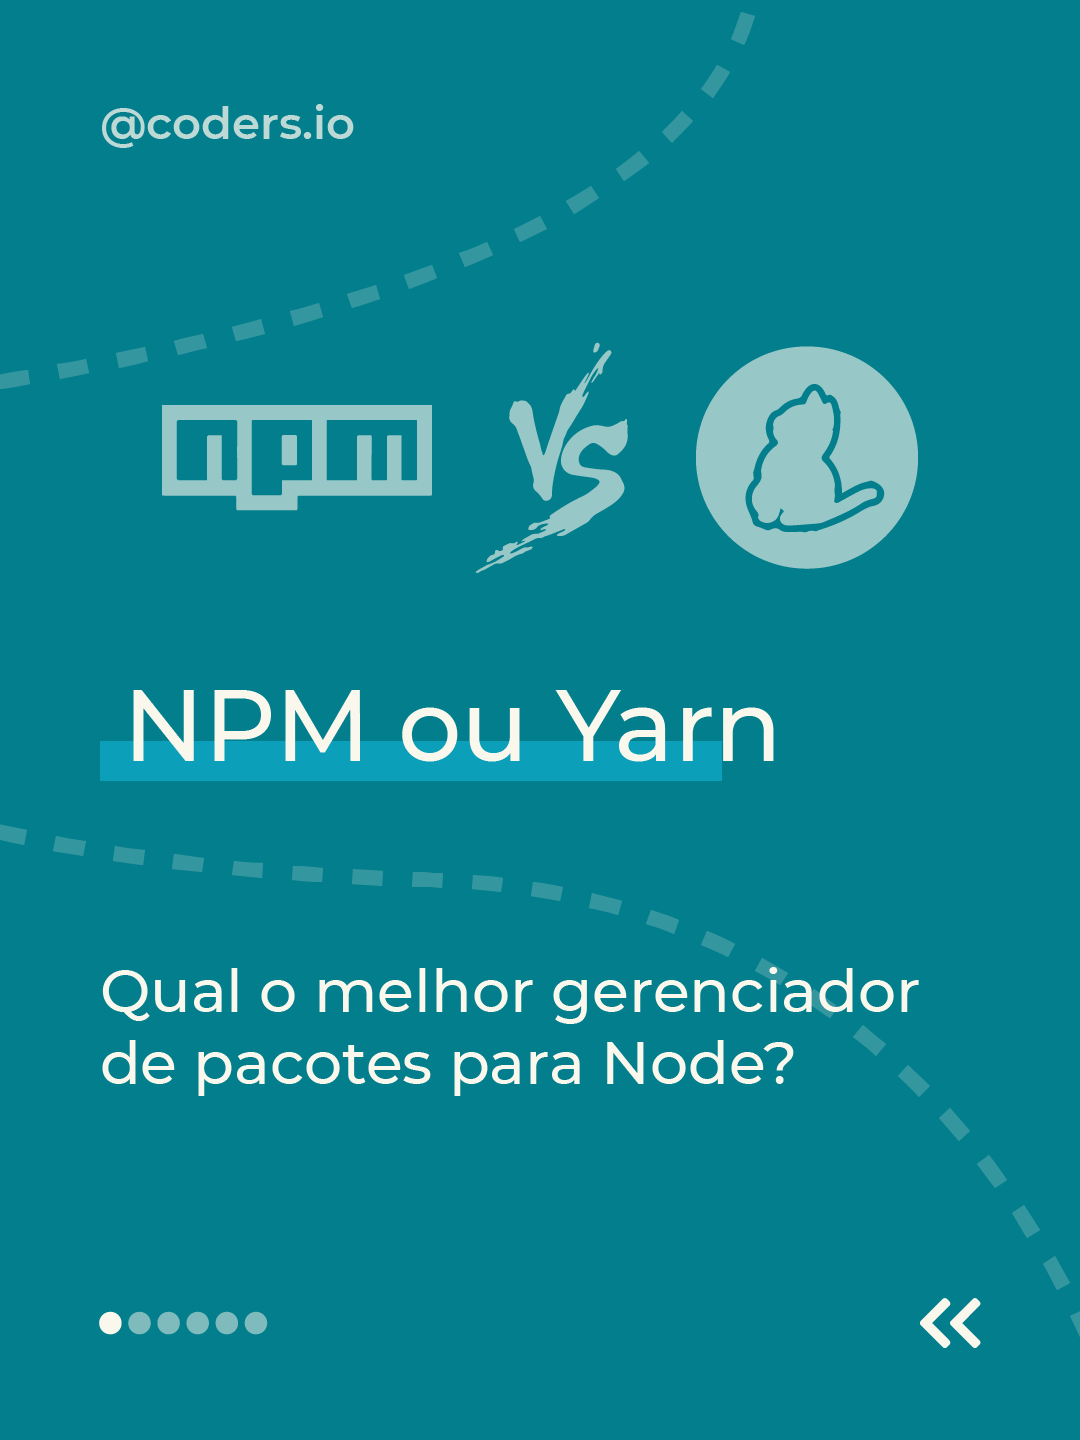 @coders.io
npm
VS
NPM ou Yarn
Qual o melhor gerenciador
de pacotes para Node?